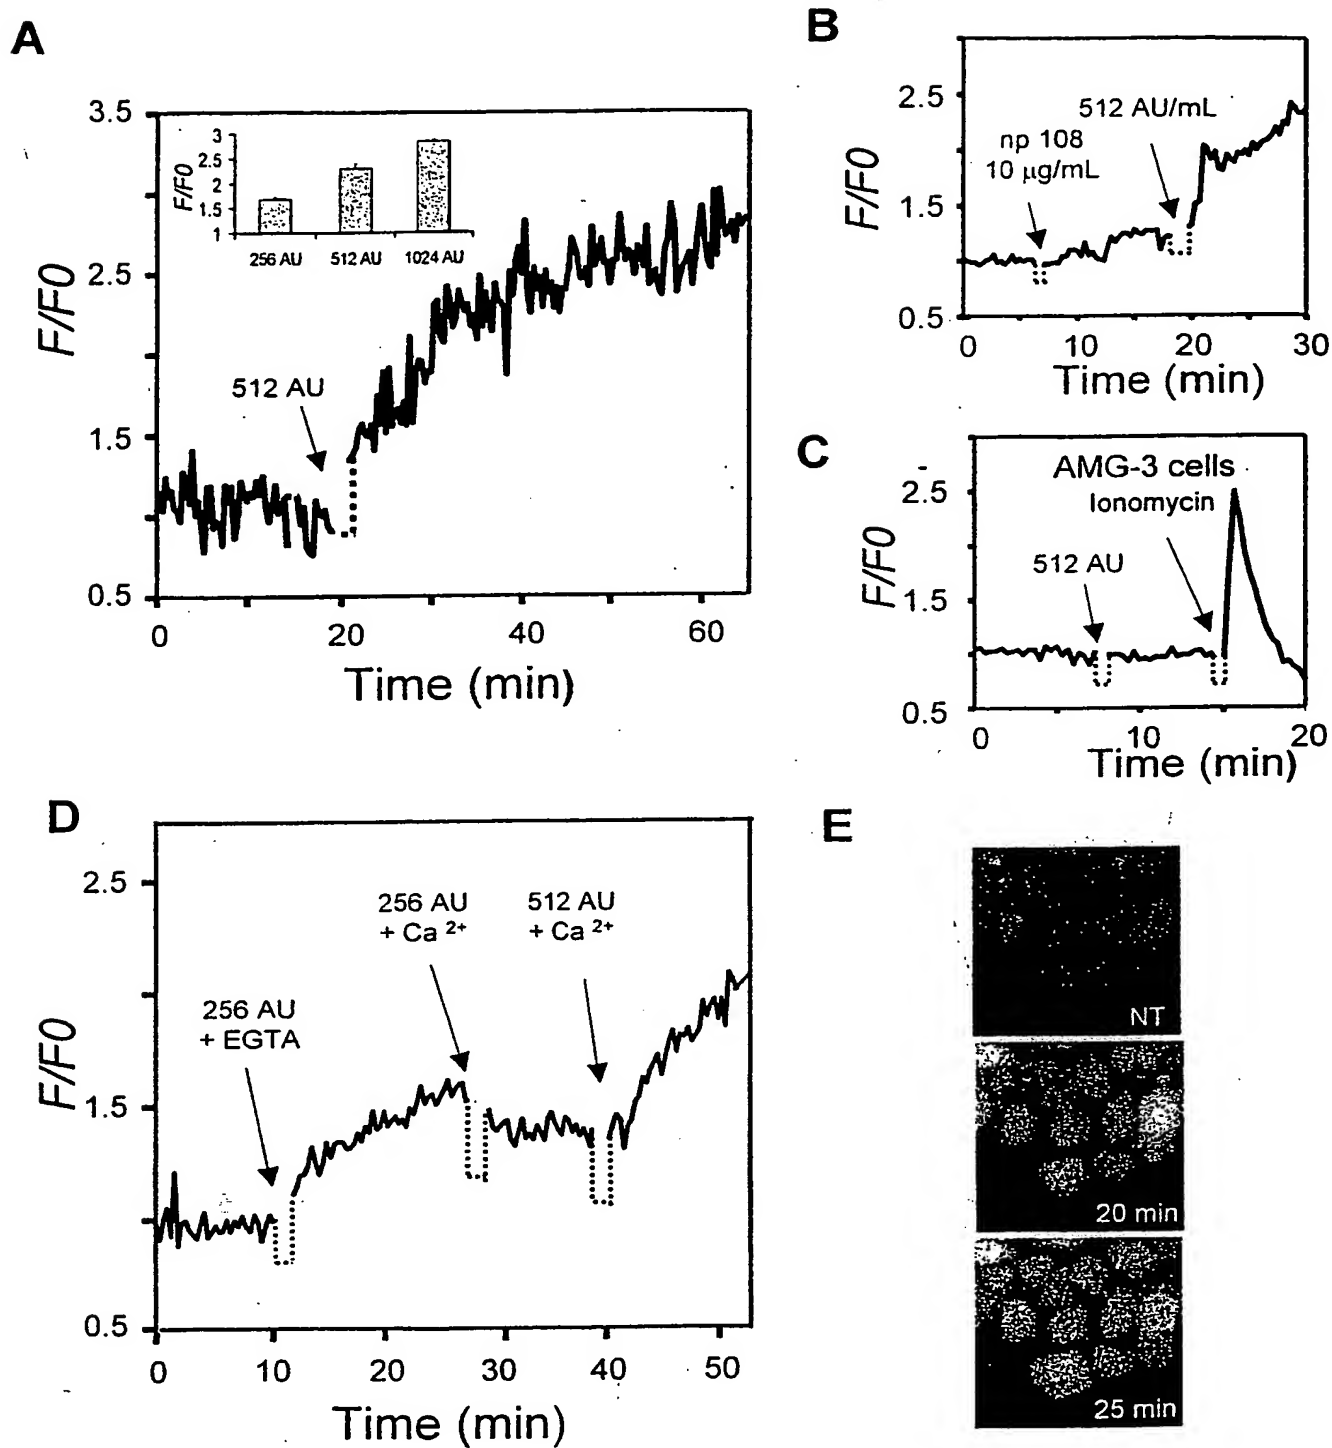 A
3.5
2.5
1.5
0.5
F/F0
3
2.5
2
1.5
1
F/F0
256 AU
512 AU
1024 AU
512 AU
0
20
40
60
Time (min)
B
2.5
1.5
0.5
F/F0
np 108
10 µg/mL
512 AU/mL
0
10
20
30
Time (min)
C
2.5
1.5
0.5
F/F0
AMG-3 cells
Ionomycin
512 AU
0
10
20
Time (min)
D
2.5
1.5
0.5
F/F0
256 AU
+ EGTA
256 AU
+ Ca 2+
512 AU
+ Ca 2+
0
10
20
30
40
50
Time (min)
E
NT
20 min
25 min